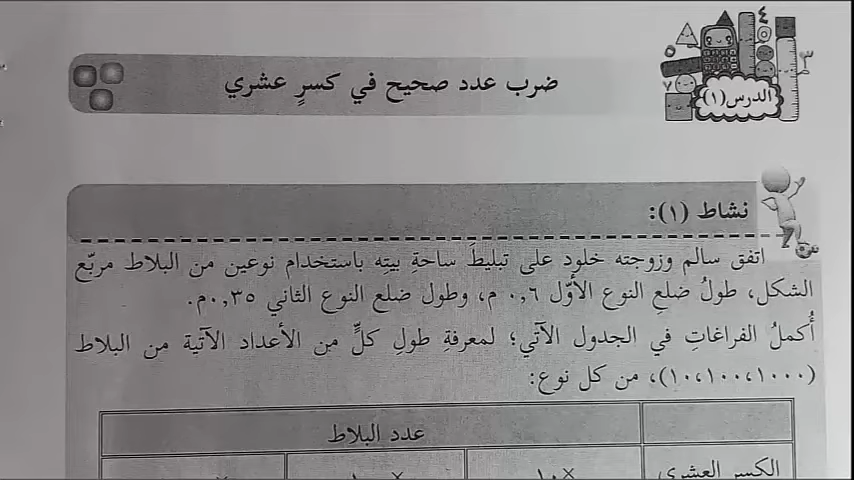 الدرس (١)
ضرب عدد صحيح في كسرٍ عشري
نشاط (١):
اتفق سالم وزوجته خلود على تبليطَ ساحةِ بيتِه باستخدام نوعين من البلاط مربّع
الشكل، طولُ ضلعِ النوع الأوّل ٠,٦ م، وطول ضلع النوع الثاني ٠,٣٥م.
أُكملُ الفراغاتِ في الجدول الآتي؛ لمعرفةِ طولِ كلٍّ من الأعداد الآتية من البلاط
(١٠،١٠٠،١٠٠٠)، من كل نوع:
عدد البلاط
الكسر العشري
×١٠